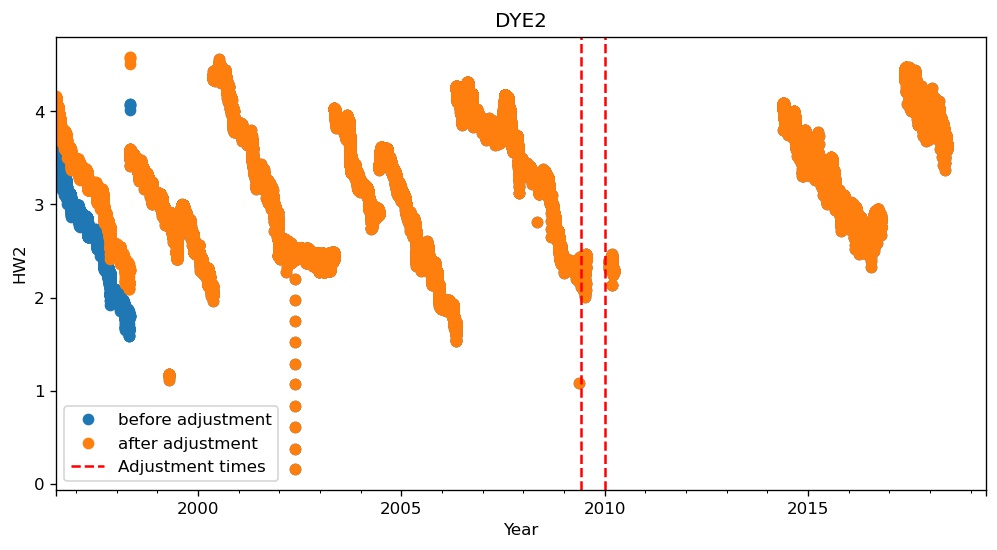 DYE2
4
3
2
1
0
HW2
before adjustment
after adjustment
Adjustment times
2000 2005 2010 2015
Year